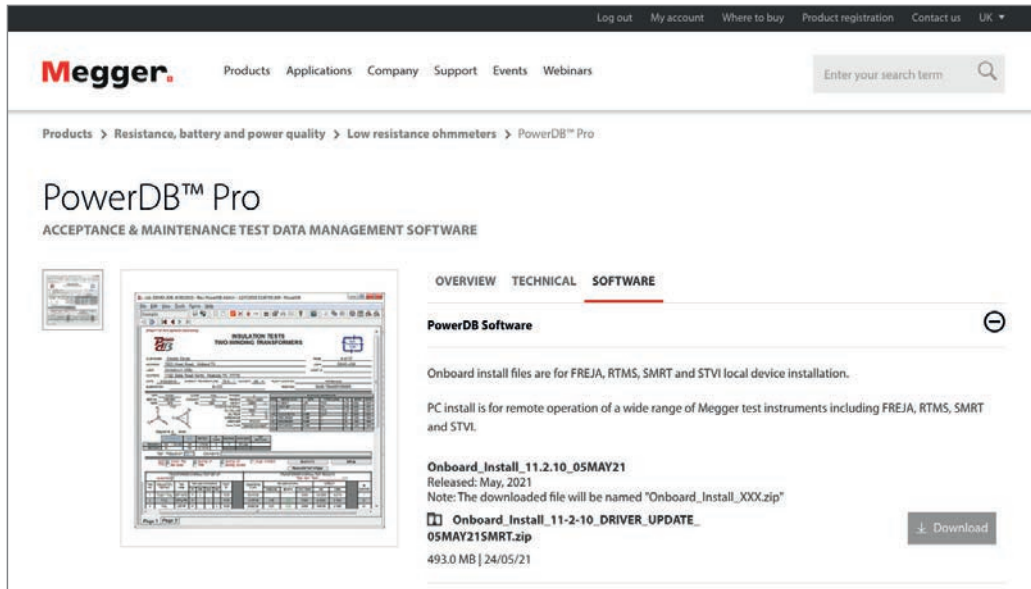 Log out My account Where to buy Product registration Contact us UK
Megger.
Products Applications Company Support Events Webinars
Enter your search term
Products > Resistance, battery and power quality > Low resistance ohmmeters > PowerDB™ Pro
PowerDB™ Pro
ACCEPTANCE & MAINTENANCE TEST DATA MANAGEMENT SOFTWARE
OVERVIEW TECHNICAL SOFTWARE
PowerDB Software
INSULATION TESTS
TWO-WINDING TRANSFORMERS
Onboard install files are for FREJA, RTMS, SMRT and STVI local device installation.
PC install is for remote operation of a wide range of Megger test instruments including FREJA, RTMS, SMRT
and STVI.
Onboard_Install_11.2.10_05MAY21
Released: May, 2021
Note: The downloaded file will be named "Onboard_Install_XXX.zip"
Onboard_Install_11-2-10_DRIVER_UPDATE_
05MAY21SMRT.zip
Download
493.0 MB | 24/05/21
Page 1 Page 2